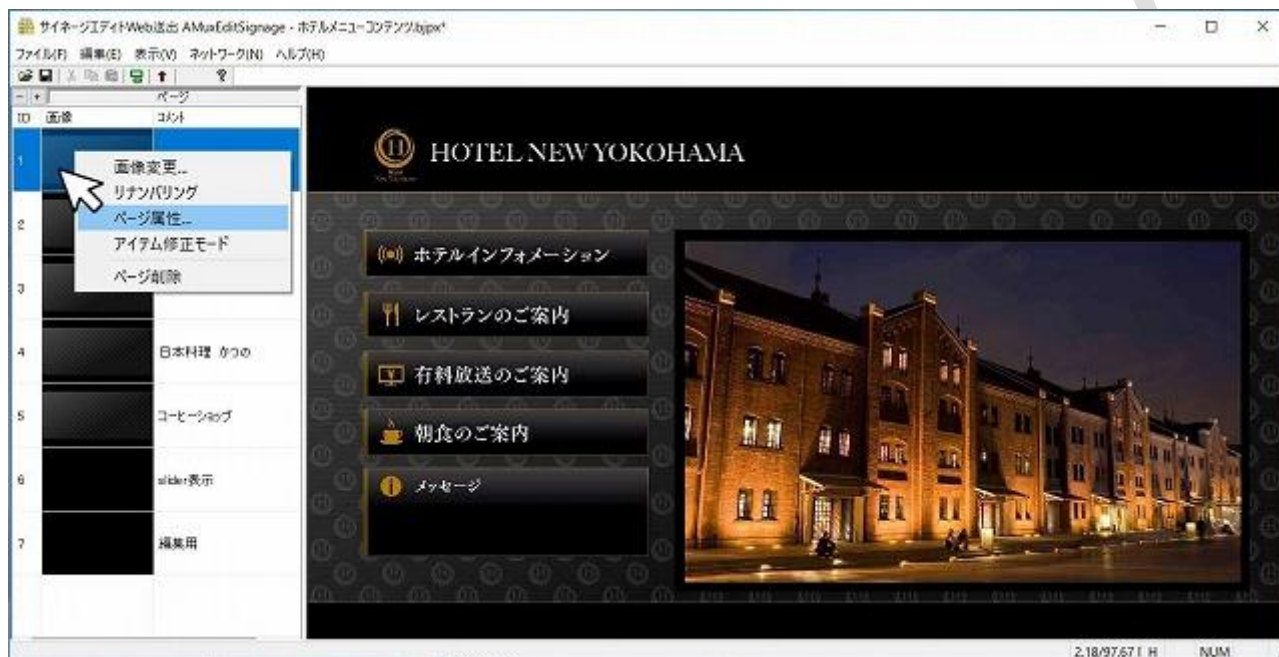 サイネージエディトWeb送出 AMuxEditSignage - ホテルメニューコンテンツ.bjpx*
ファイル(F) 編集(E) 表示(V) ネットワーク(N) ヘルプ(H)
- + ページ
ID 画像 コメント
1
画像変更...
リナンバリング
2 ページ属性...
アイテム修正モード
ページ削除
3
4 日本料理 かつの
5 コーヒーショップ
6 slider表示
7 編集用
HOTEL NEW YOKOHAMA
ホテルインフォメーション
レストランのご案内
有料放送のご案内
朝食のご案内
メッセージ
2.18/97.67 [ H NUM